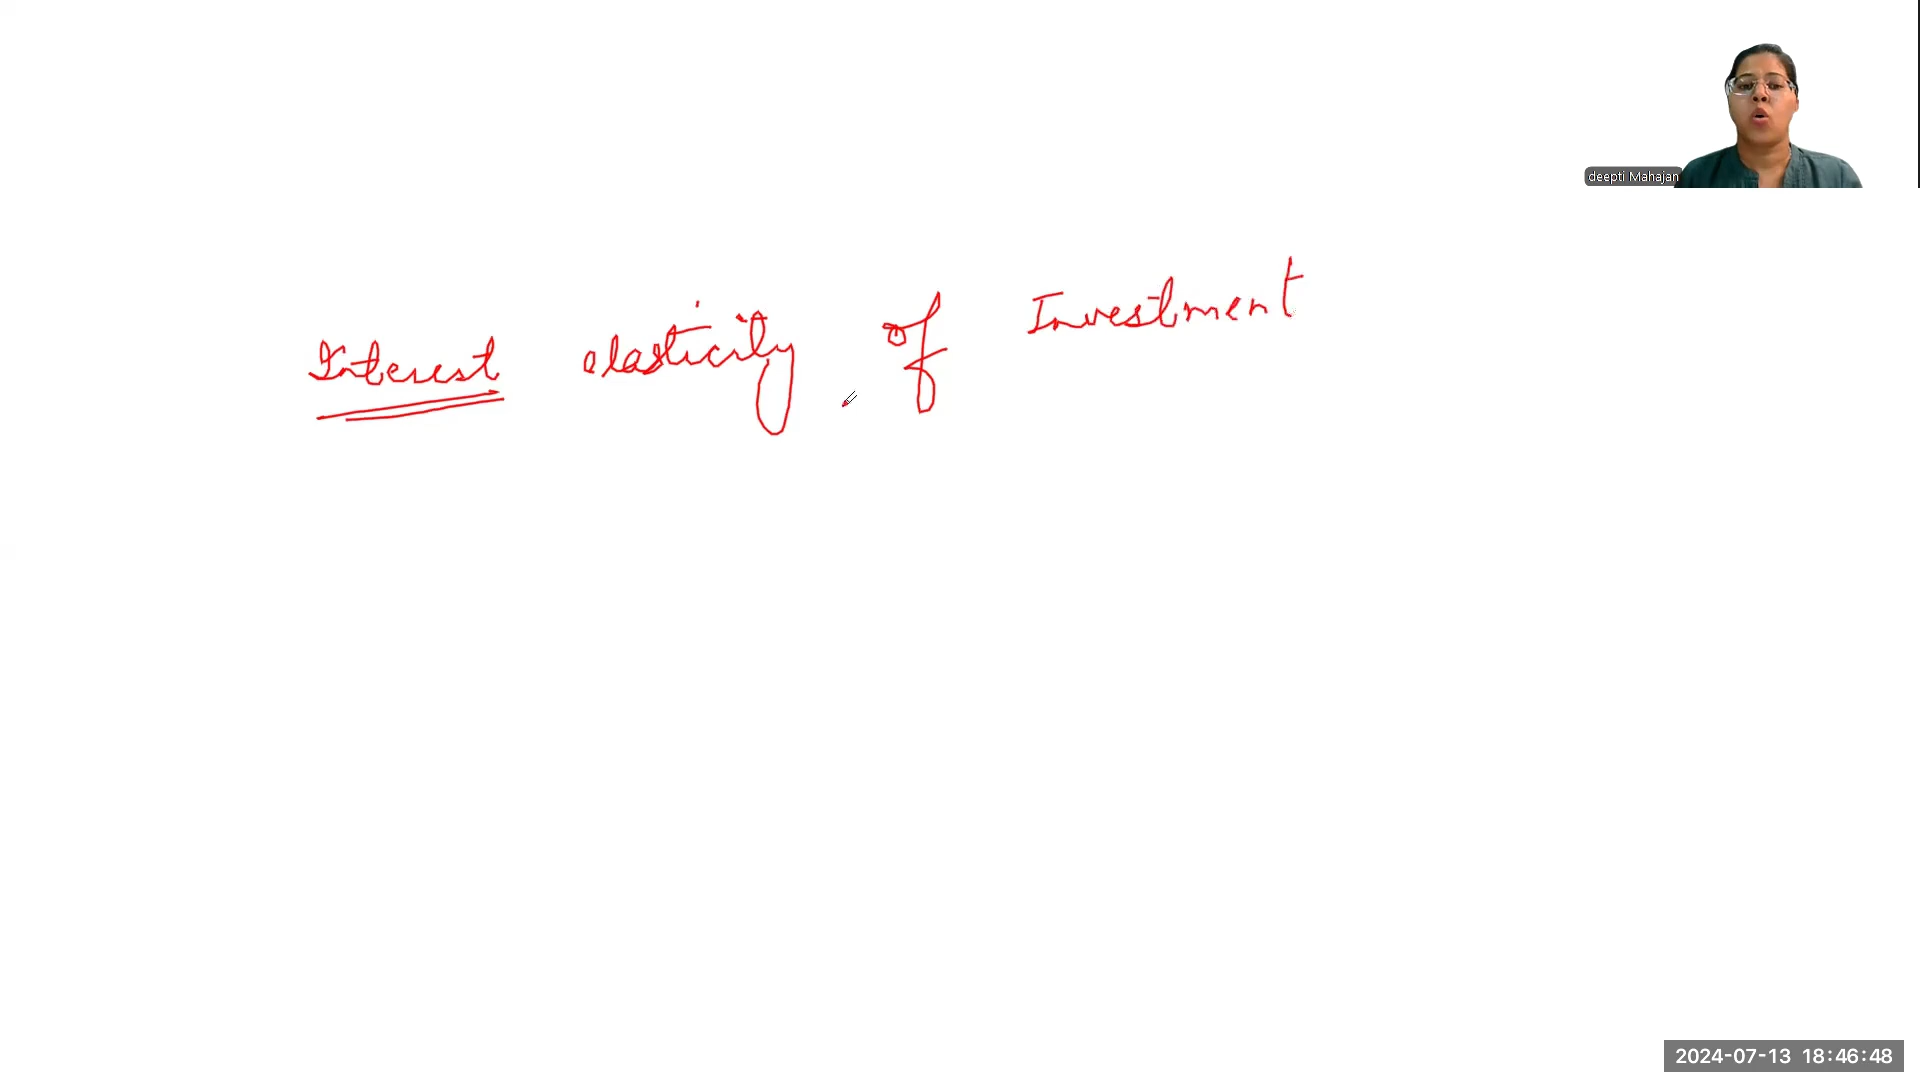 deepti Mahajan
Interest elasticity of Investment
2024-07-13 18:46:48